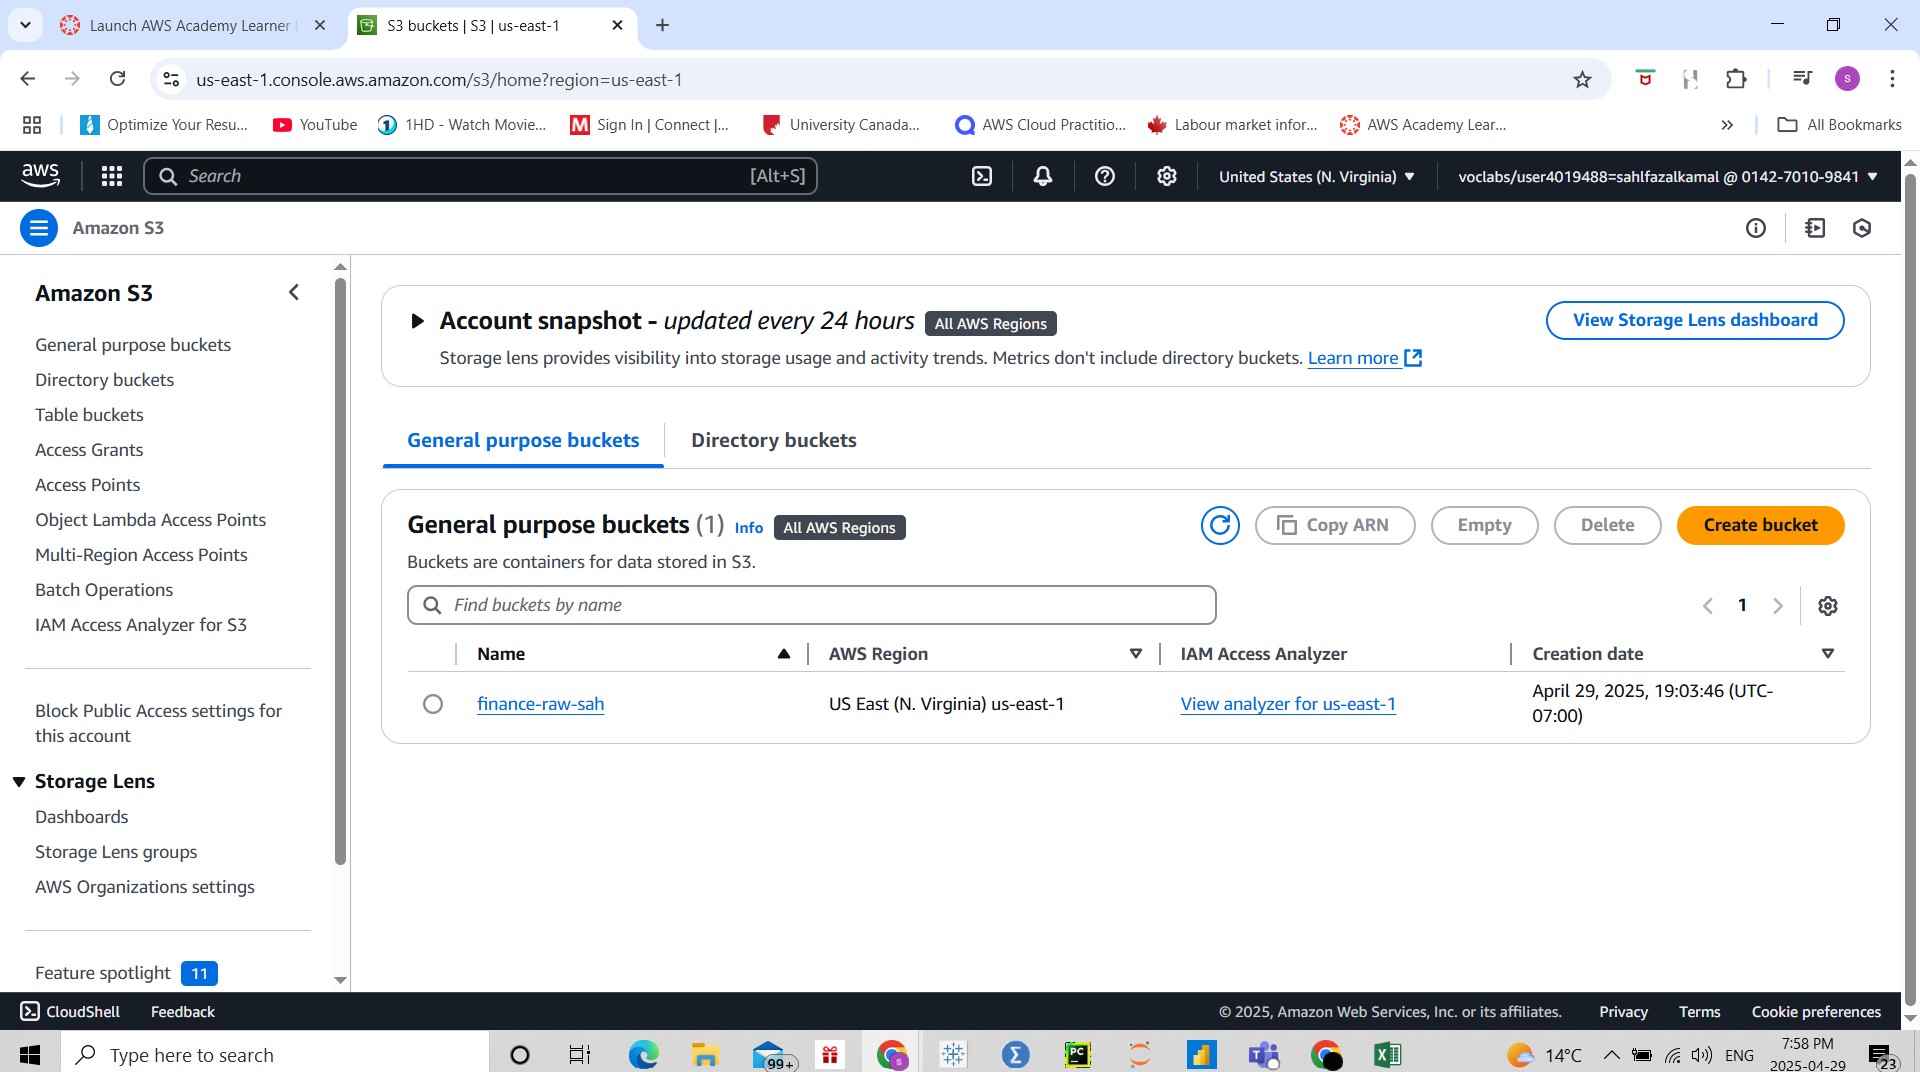 Launch AWS Academy Learner L
S3 buckets | S3 | us-east-1
us-east-1.console.aws.amazon.com/s3/home?region=us-east-1
s
Optimize Your Resu...
YouTube
1HD - Watch Movie...
Sign In | Connect |...
University Canada...
AWS Cloud Practitio...
Labour market infor...
AWS Academy Lear...
All Bookmarks
aws
Search
[Alt+S]
United States (N. Virginia)
voclabs/user4019488=sahlfazalkamal @ 0142-7010-9841
Amazon S3
Amazon S3
General purpose buckets
Directory buckets
Table buckets
Access Grants
Access Points
Object Lambda Access Points
Multi-Region Access Points
Batch Operations
IAM Access Analyzer for S3
Block Public Access settings for
this account
Storage Lens
Dashboards
Storage Lens groups
AWS Organizations settings
Feature spotlight 11
Account snapshot - updated every 24 hours All AWS Regions
View Storage Lens dashboard
Storage lens provides visibility into storage usage and activity trends. Metrics don't include directory buckets. Learn more
General purpose buckets
Directory buckets
General purpose buckets (1) Info All AWS Regions
Copy ARN
Empty
Delete
Create bucket
Buckets are containers for data stored in S3.
Find buckets by name
1
Name
AWS Region
IAM Access Analyzer
Creation date
finance-raw-sah
US East (N. Virginia) us-east-1
View analyzer for us-east-1
April 29, 2025, 19:03:46 (UTC-
07:00)
CloudShell
Feedback
© 2025, Amazon Web Services, Inc. or its affiliates.
Privacy
Terms
Cookie preferences
Type here to search
99+
PC
14°C
ENG
7:58 PM
2025-04-29
23